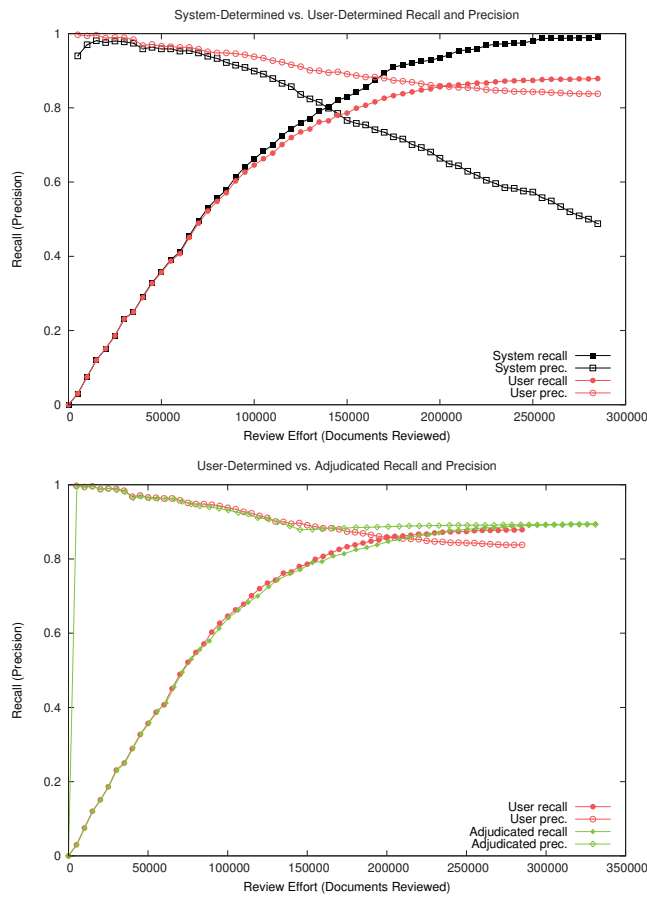 System-Determined vs. User-Determined Recall and Precision
1
0.8
0.6
0.4
0.2
0
Recall (Precision)
System recall
System prec.
User recall
User prec.
0 50000 100000 150000 200000 250000 300000
Review Effort (Documents Reviewed)
User-Determined vs. Adjudicated Recall and Precision
1
0.8
0.6
0.4
0.2
0
Recall (Precision)
User recall
User prec.
Adjudicated recall
Adjudicated prec.
0 50000 100000 150000 200000 250000 300000 350000
Review Effort (Documents Reviewed)